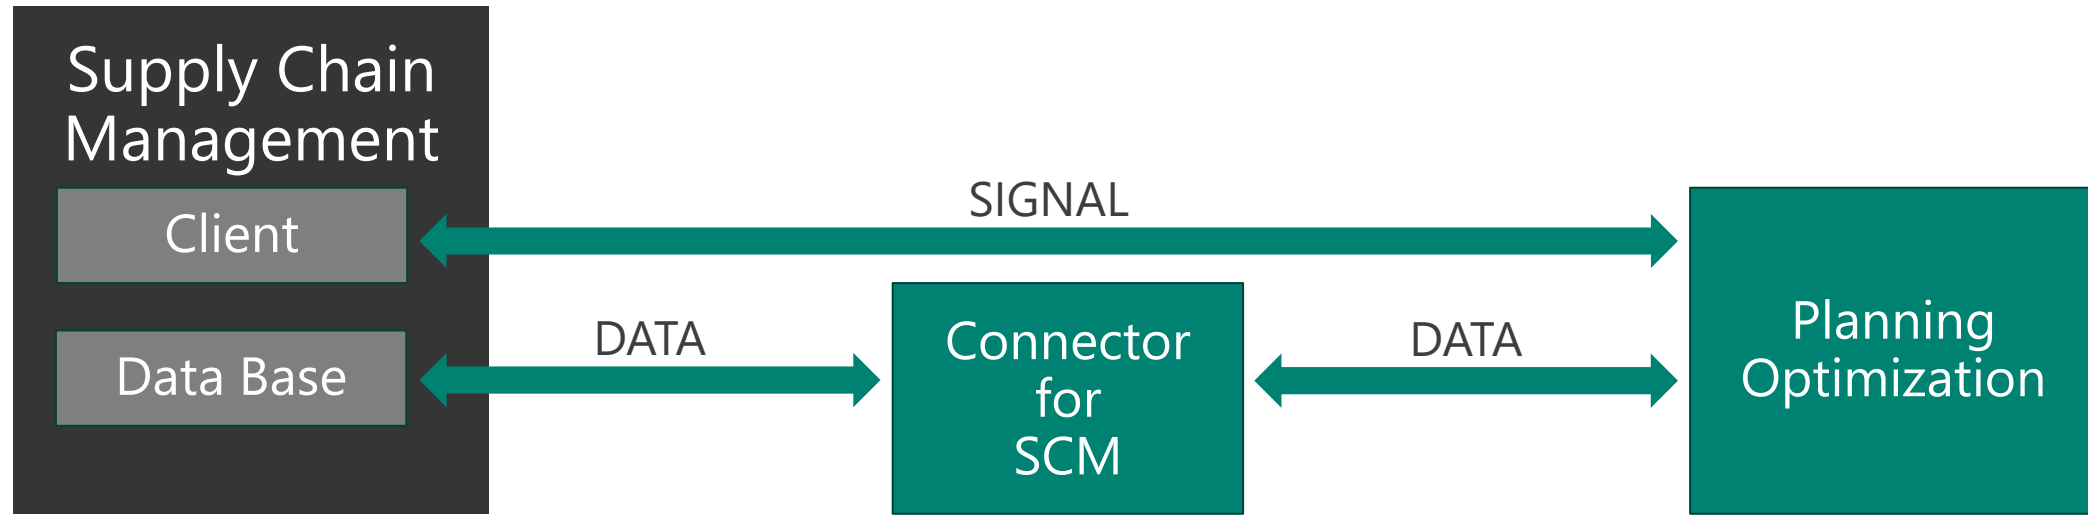 Supply Chain
Management
Client
SIGNAL
Data Base
DATA
Connector
for
SCM
DATA
Planning
Optimization